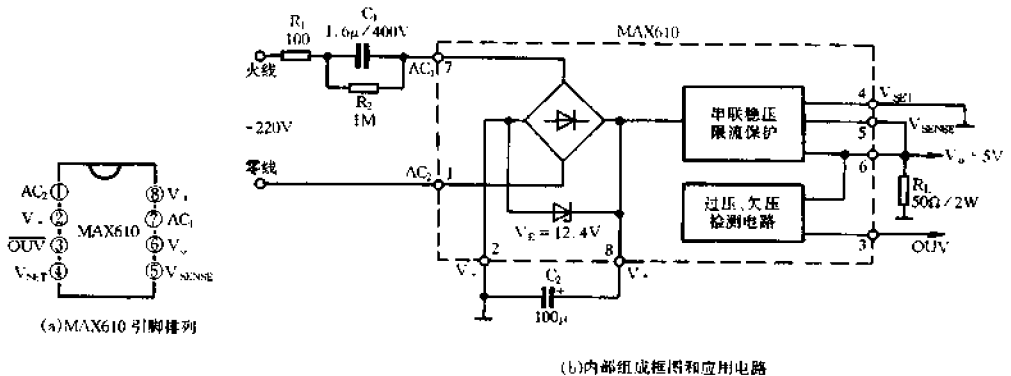 R₁
100
C₁
1.6μ/400V
火线
R₂
1M
~220V
零线
AC₁
7
AC₂
1
MAX610
串联稳压
限流保护
过压、欠压
检测电路
V_Z=12.4V
4
V_SET
5
V_SENSE
6
V₀+5V
R_L
50Ω/2W
3
OUV
2
V-
8
V+
C₂
+
100μ
AC₂ ① ⑧ V+
V- ② ⑦ AC₁
OUV ③ MAX610 ⑥ V₀
V_SET ④ ⑤ V_SENSE
(a)MAX610 引脚排列
(b)内部组成框图和应用电路